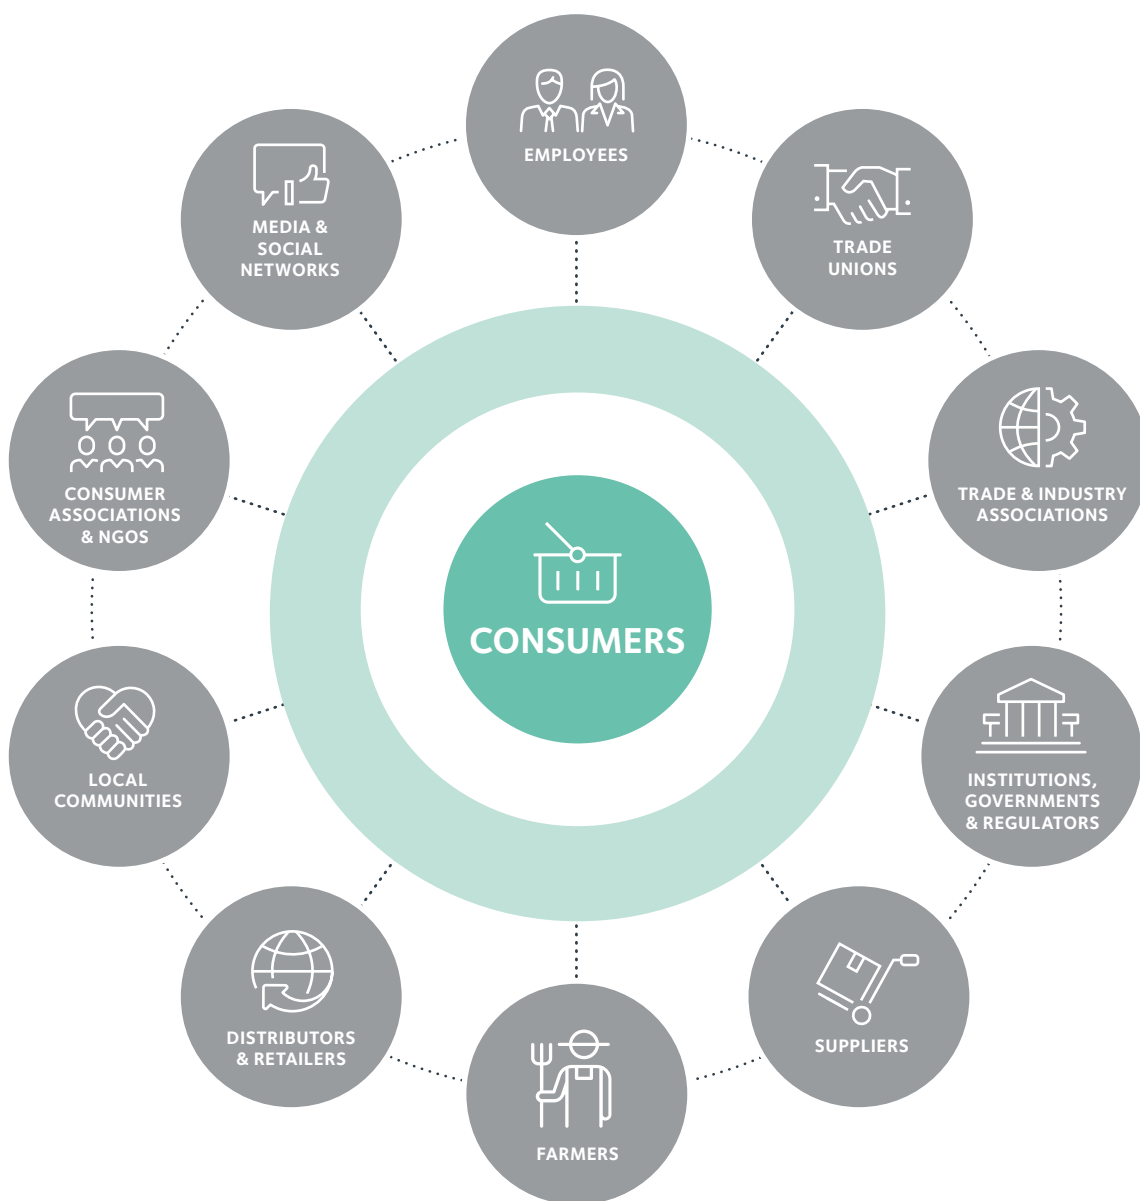 EMPLOYEES
TRADE
UNIONS
TRADE & INDUSTRY
ASSOCIATIONS
INSTITUTIONS,
GOVERNMENTS
& REGULATORS
SUPPLIERS
FARMERS
DISTRIBUTORS
& RETAILERS
LOCAL
COMMUNITIES
CONSUMER
ASSOCIATIONS
& NGOS
MEDIA &
SOCIAL
NETWORKS
CONSUMERS